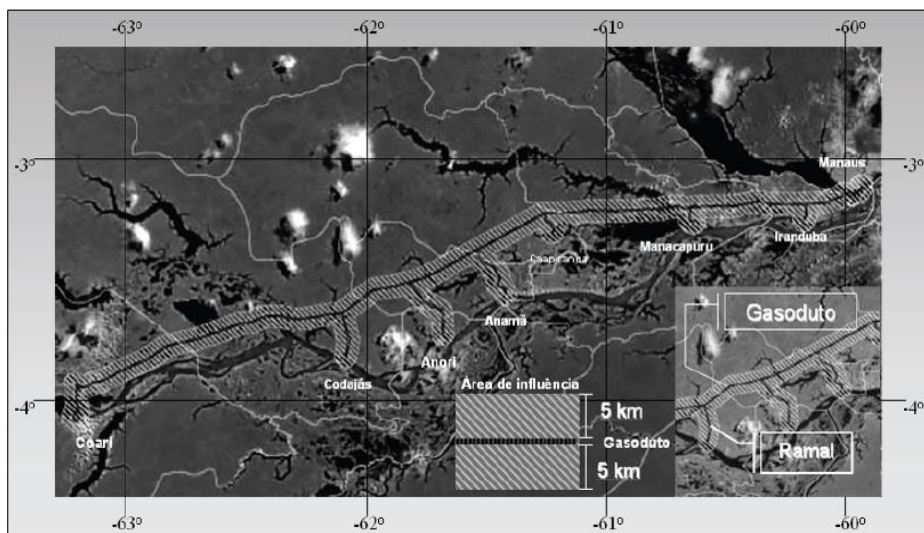 -63º
-62º
-61º
-60º
-3º
-3º
Manaus
Manacapuru
Iranduba
Caapiranga
Gasoduto
Anamã
Anori
Codajás
Área de influência
-4º
-4º
5 km
Coari
Gasoduto
Ramal
5 km
-63º
-62º
-61º
-60º